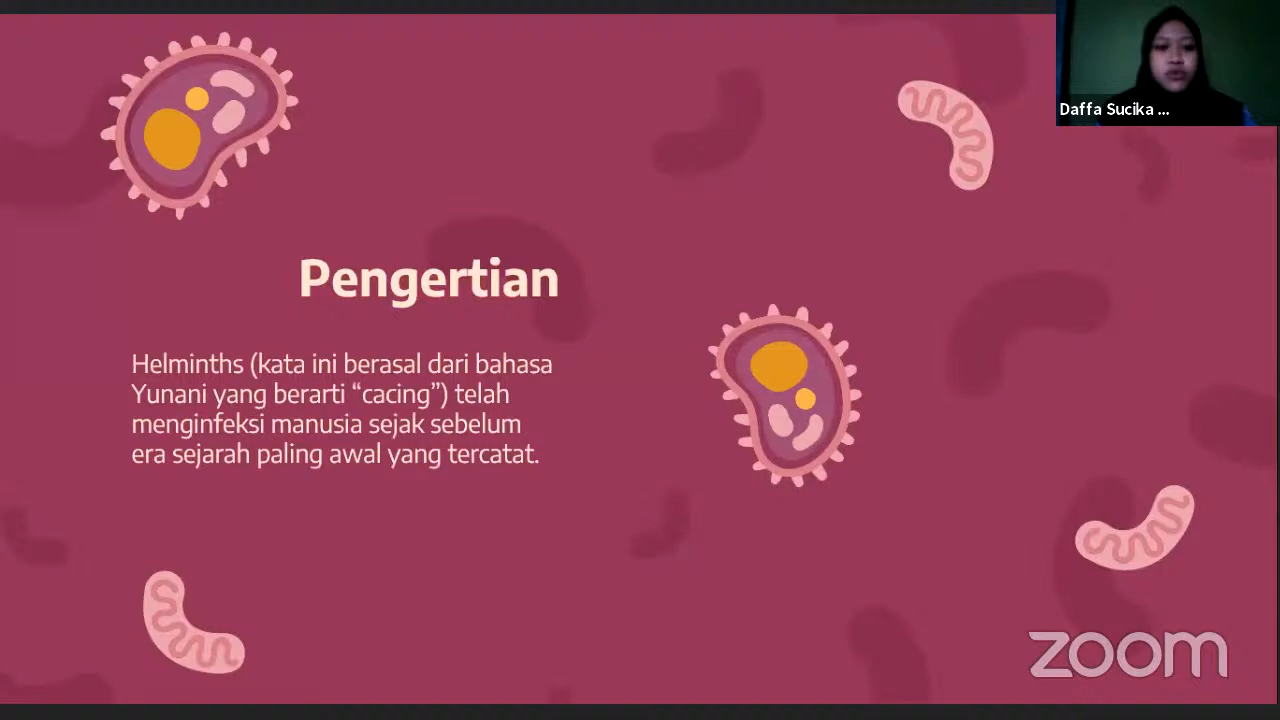 Daffa Sucika ...
Pengertian
Helminths (kata ini berasal dari bahasa
Yunani yang berarti “cacing”) telah
menginfeksi manusia sejak sebelum
era sejarah paling awal yang tercatat.
zoom